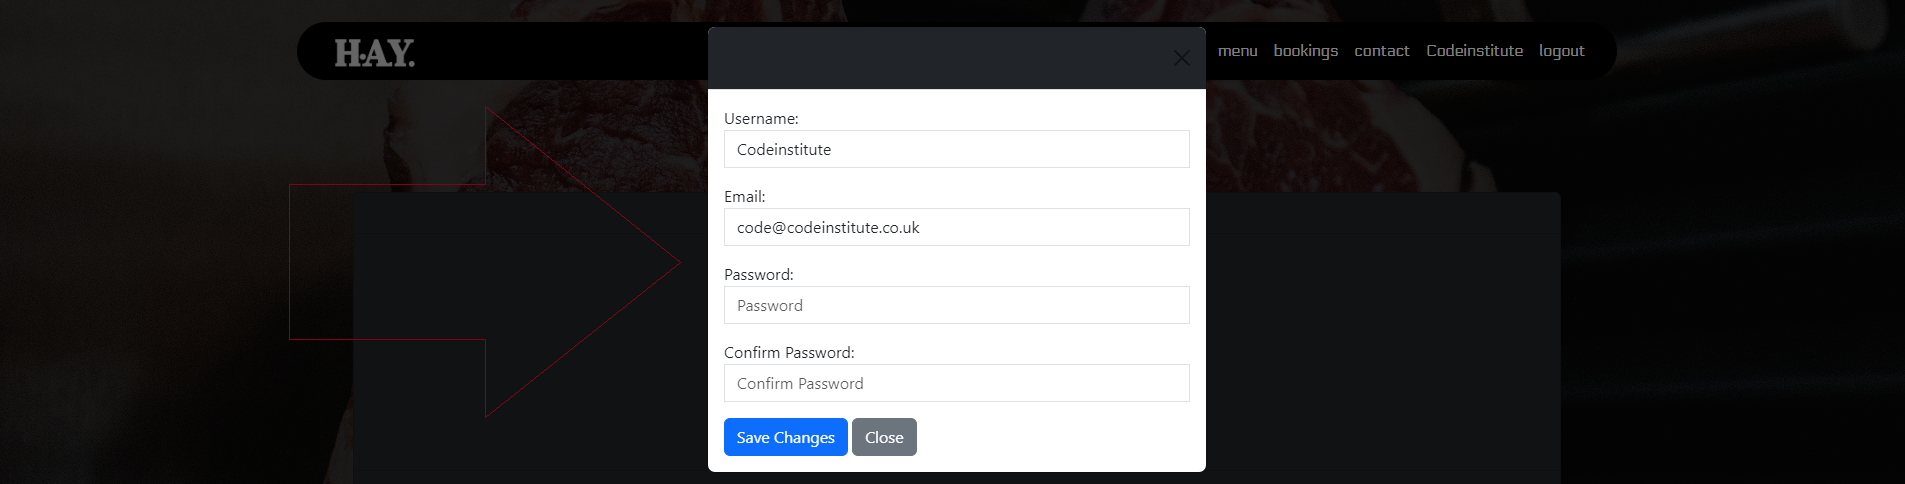 H.A.Y.
menu bookings contact Codeinstitute logout
Username:
Codeinstitute
Email:
code@codeinstitute.co.uk
Password:
Password
Confirm Password:
Confirm Password
Save Changes Close